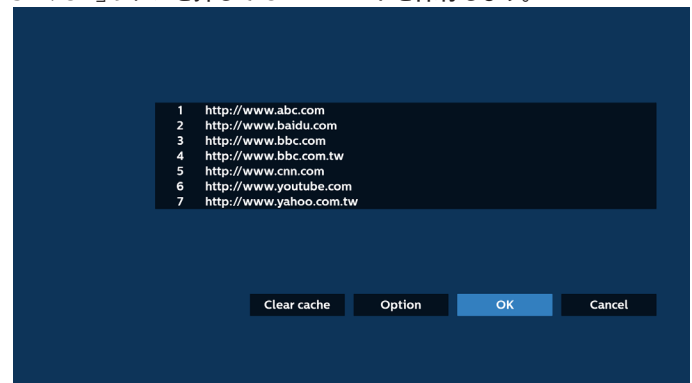 1 http://www.abc.com
2 http://www.baidu.com
3 http://www.bbc.com
4 http://www.bbc.com.tw
5 http://www.cnn.com
6 http://www.youtube.com
7 http://www.yahoo.com.tw
Clear cache Option OK Cancel